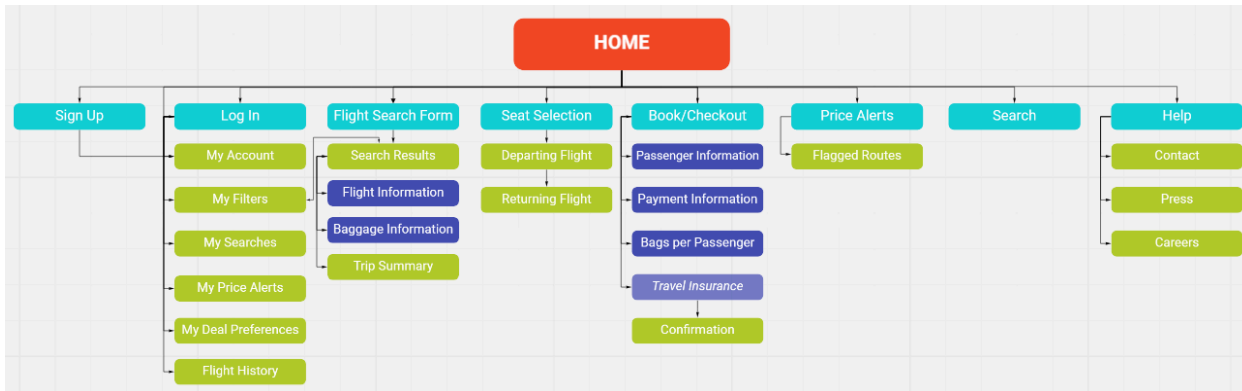 HOME
Sign Up
Log In
Flight Search Form
Seat Selection
Book/Checkout
Price Alerts
Search
Help
My Account
Search Results
Departing Flight
Passenger Information
Flagged Routes
Contact
My Filters
Flight Information
Returning Flight
Payment Information
Press
My Searches
Baggage Information
Bags per Passenger
Careers
My Price Alerts
Trip Summary
Travel Insurance
My Deal Preferences
Confirmation
Flight History